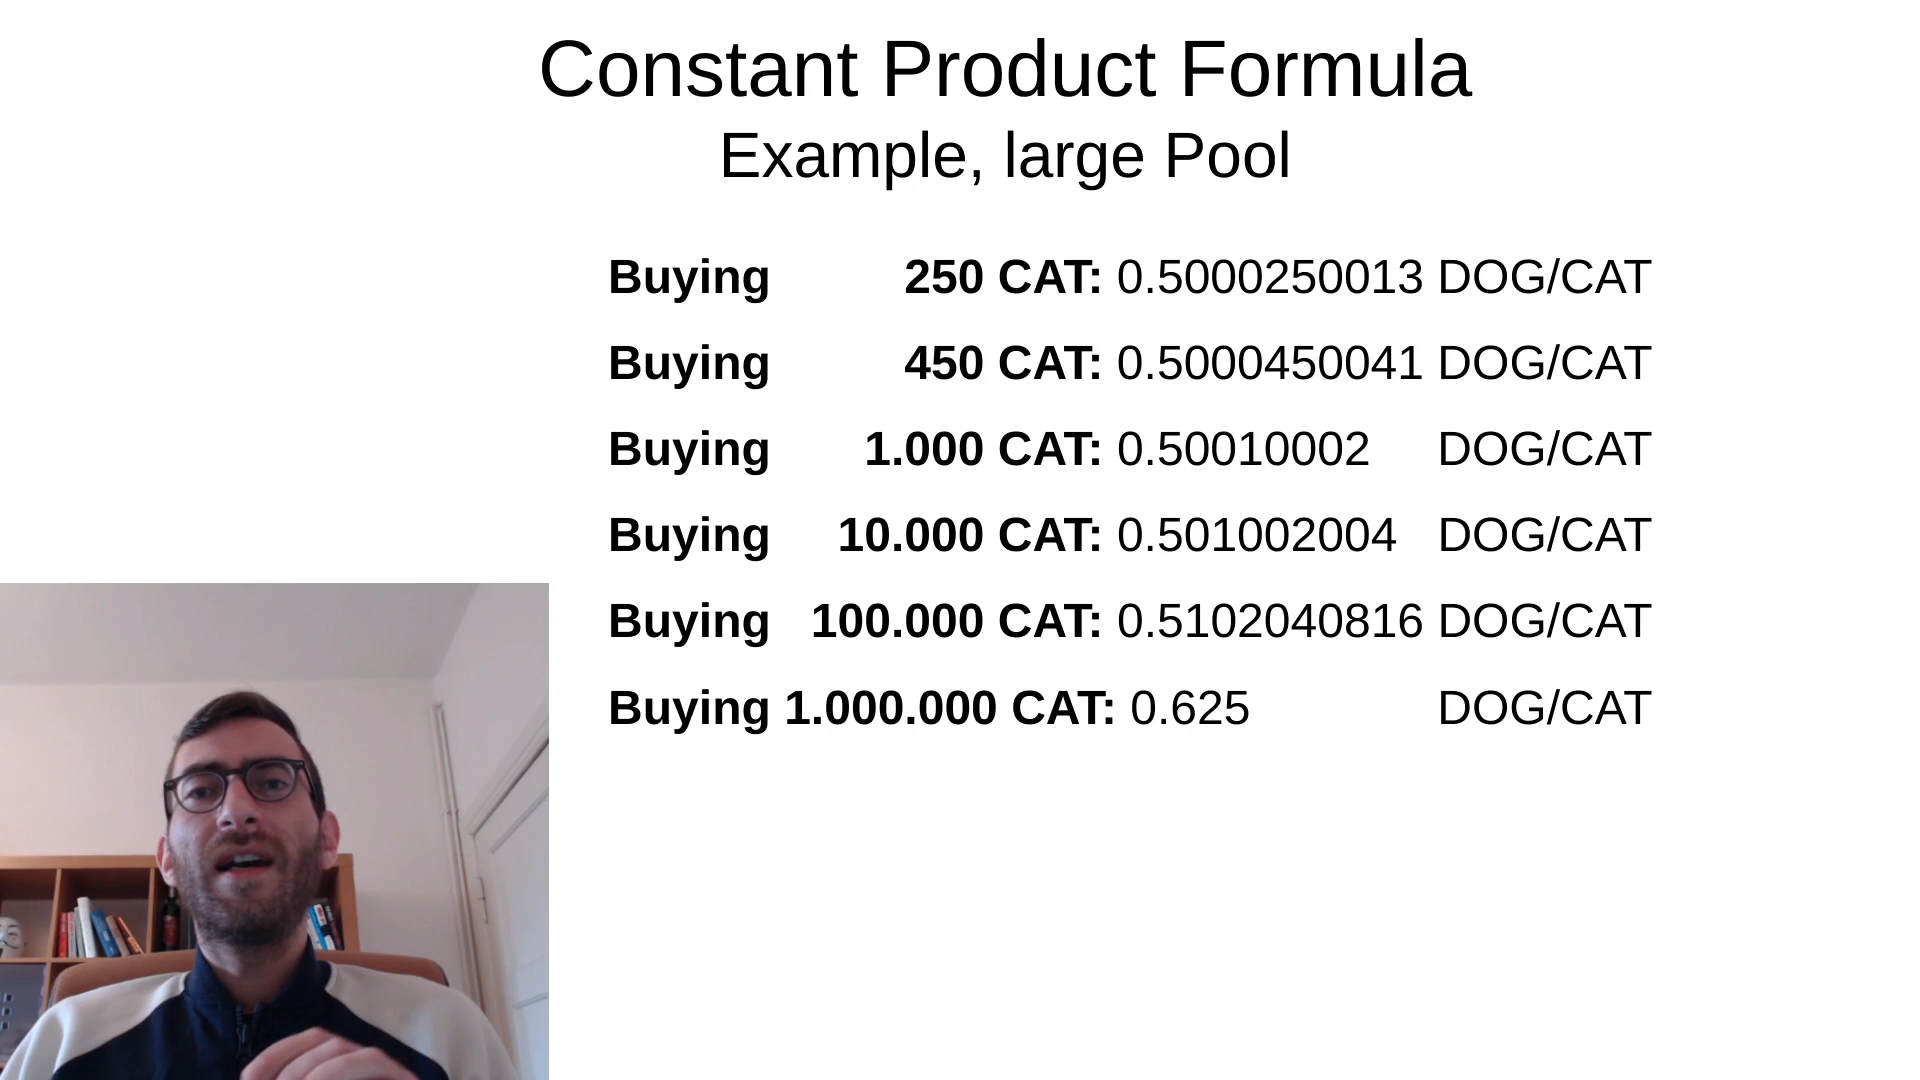 Constant Product Formula
Example, large Pool
Buying 250 CAT: 0.5000250013 DOG/CAT
Buying 450 CAT: 0.5000450041 DOG/CAT
Buying 1.000 CAT: 0.50010002 DOG/CAT
Buying 10.000 CAT: 0.501002004 DOG/CAT
Buying 100.000 CAT: 0.5102040816 DOG/CAT
Buying 1.000.000 CAT: 0.625 DOG/CAT